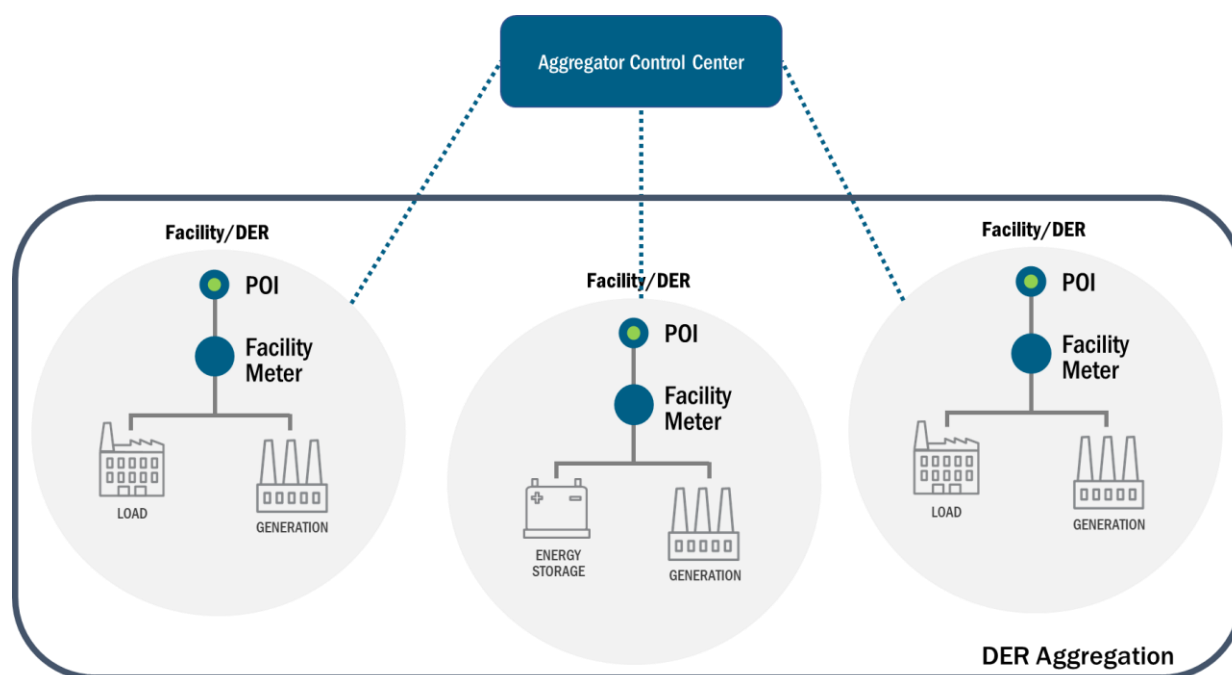 Aggregator Control Center
Facility/DER
POI
Facility
Meter
LOAD
GENERATION
Facility/DER
POI
Facility
Meter
ENERGY
STORAGE
GENERATION
Facility/DER
POI
Facility
Meter
LOAD
GENERATION
DER Aggregation